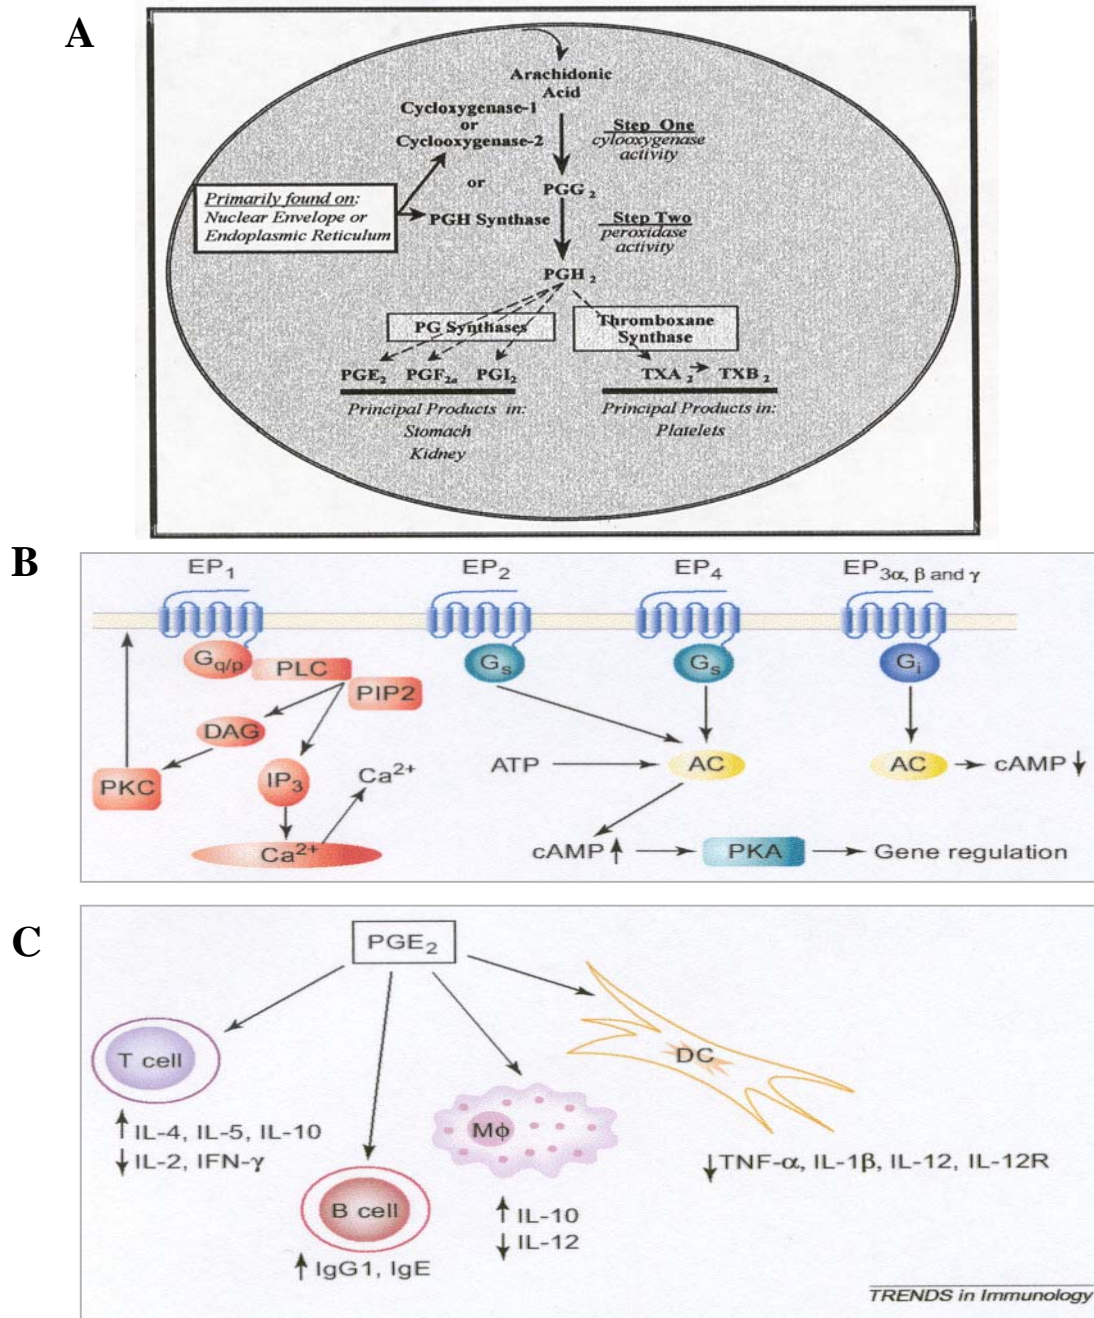 A
Arachidonic
Acid
Cycloxygenase-1
or
Cyclooxygenase-2
Step One
cylooxygenase
activity
or
PGG2
Primarily found on:
Nuclear Envelope or
Endoplasmic Reticulum
PGH Synthase
Step Two
peroxidase
activity
PGH2
PG Synthases
Thromboxane
Synthase
PGE2 PGF2α PGI2
TXA2 TXB2
Principal Products in:
Stomach
Kidney
Principal Products in:
Platelets
B
EP1 EP2 EP4 EP3α, β and γ
Gq/p PLC PIP2 Gs Gs Gi
DAG
PKC IP3 Ca2+ ATP AC AC cAMP
Ca2+ cAMP PKA Gene regulation
C
PGE2
T cell
DC
IL-4, IL-5, IL-10
IL-2, IFN-γ
Mϕ
TNF-α, IL-1β, IL-12, IL-12R
B cell
IL-10
IL-12
IgG1, IgE
TRENDS in Immunology